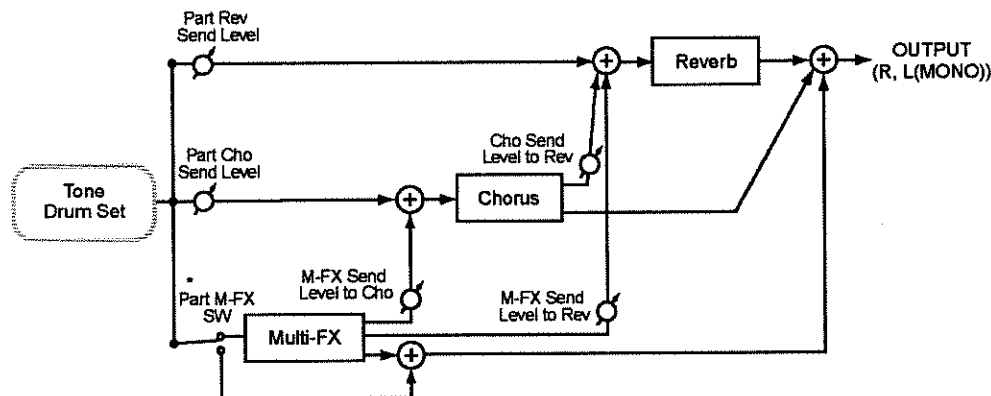 Part Rev
Send Level
Reverb
OUTPUT
(R, L(MONO))
Part Cho
Send Level
Cho Send
Level to Rev
Tone
Drum Set
Chorus
M-FX Send
Level to Cho
Part M-FX
SW
M-FX Send
Level to Rev
Multi-FX